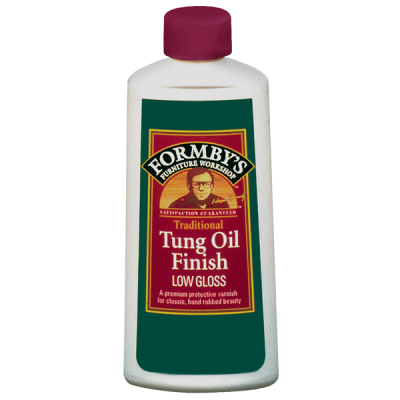 FORMBY'S
FURNITURE WORKSHOP
SATISFACTION GUARANTEED
Traditional
Tung Oil
Finish
LOW GLOSS
A premium protective varnish
for classic, hand rubbed beauty